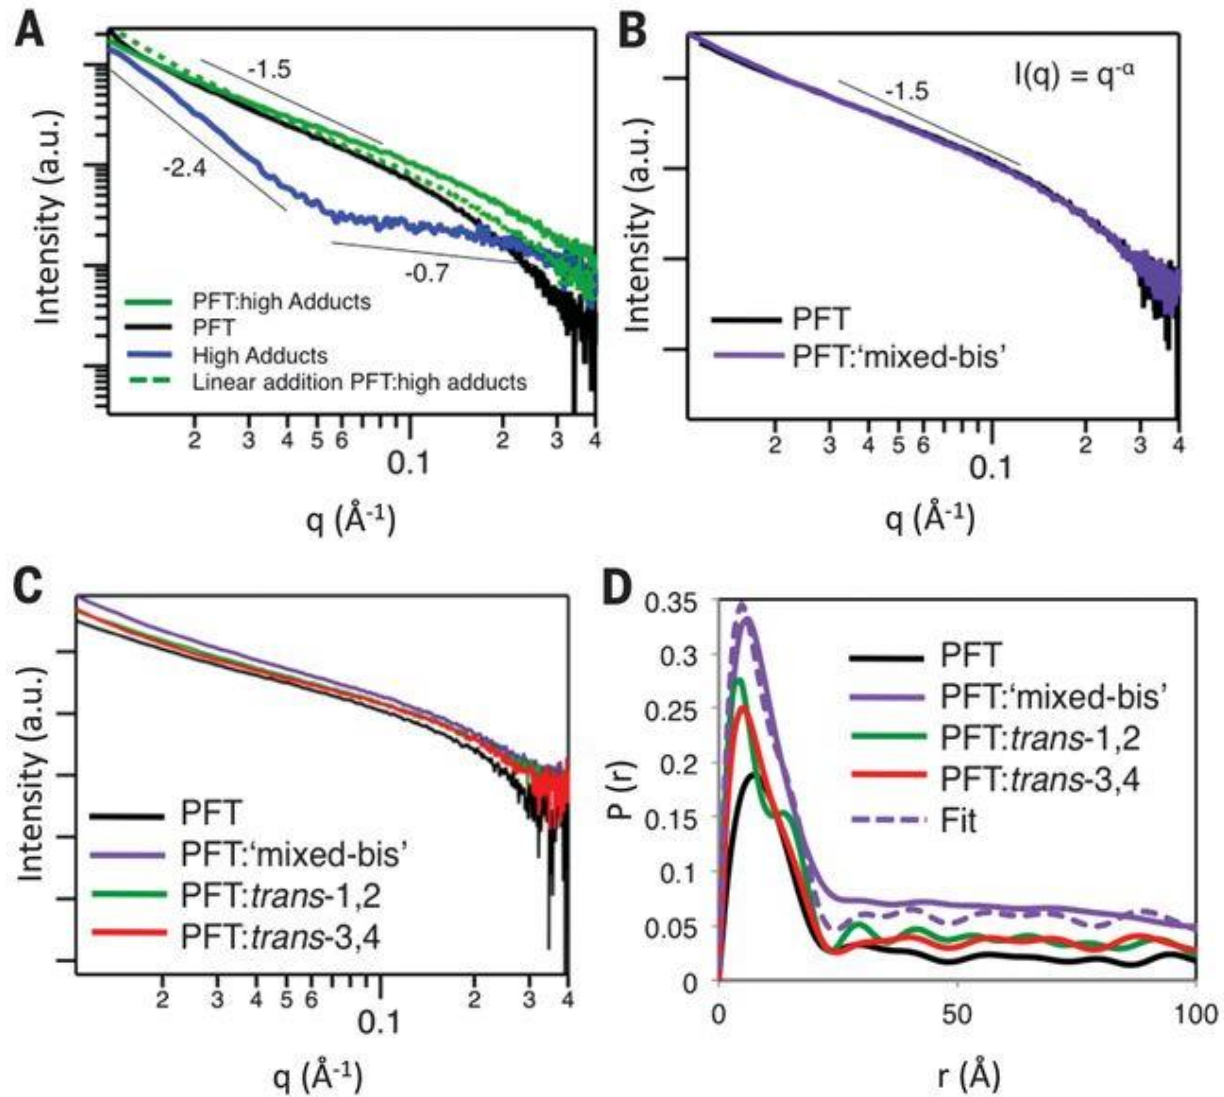 A
Intensity (a.u.)
-1.5
-2.4
-0.7
PFT:high Adducts
PFT
High Adducts
Linear addition PFT:high adducts
2 3 4 5 6 2 3 4
0.1
q (Å-1)
B
Intensity (a.u.)
I(q) = q-α
-1.5
PFT
PFT:‘mixed-bis’
2 3 4 5 6 2 3 4
0.1
q (Å-1)
C
Intensity (a.u.)
PFT
PFT:‘mixed-bis’
PFT:trans-1,2
PFT:trans-3,4
2 3 4 5 6 2 3 4
0.1
q (Å-1)
D
P (r)
0.35
0.3
0.25
0.2
0.15
0.1
0.05
0
PFT
PFT:‘mixed-bis’
PFT:trans-1,2
PFT:trans-3,4
Fit
0 50 100
r (Å)